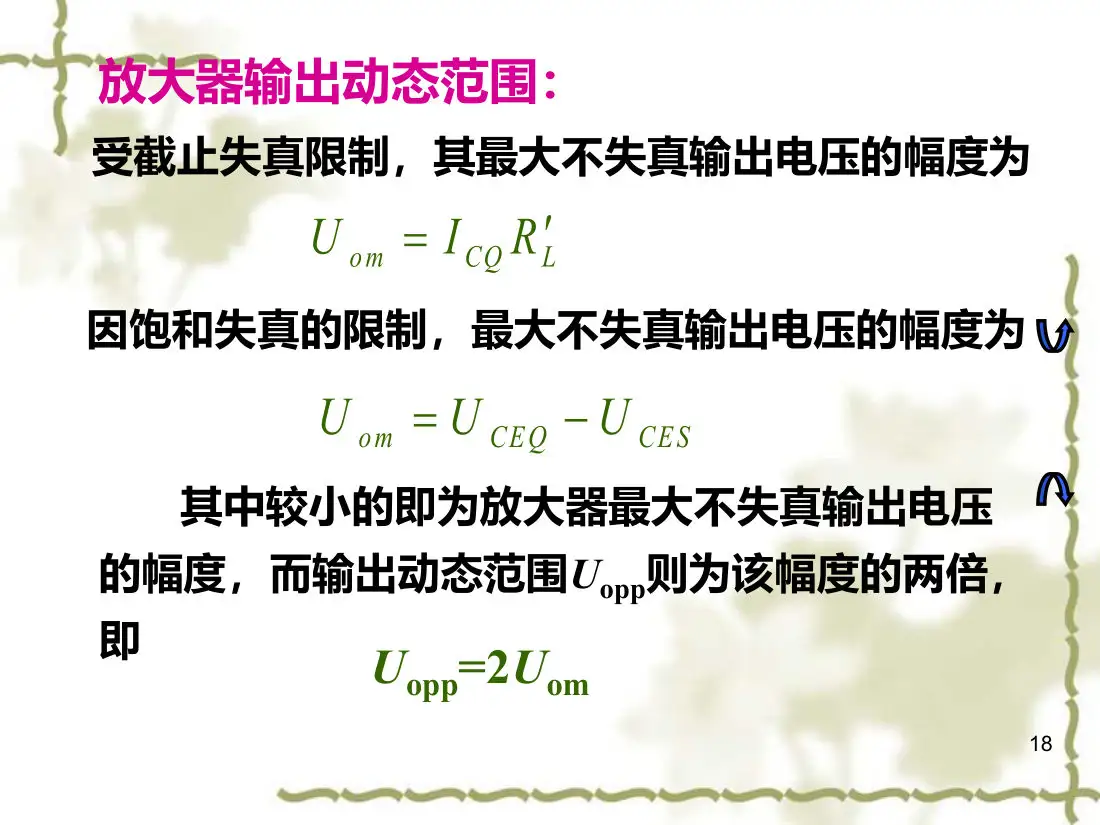 放大器输出动态范围：
受截止失真限制，其最大不失真输出电压的幅度为
U_om = I_CQ R'_L
因饱和失真的限制，最大不失真输出电压的幅度为
U_om = U_CEQ − U_CES
其中较小的即为放大器最大不失真输出电压
的幅度，而输出动态范围U_opp则为该幅度的两倍，
即
U_opp=2U_om
18